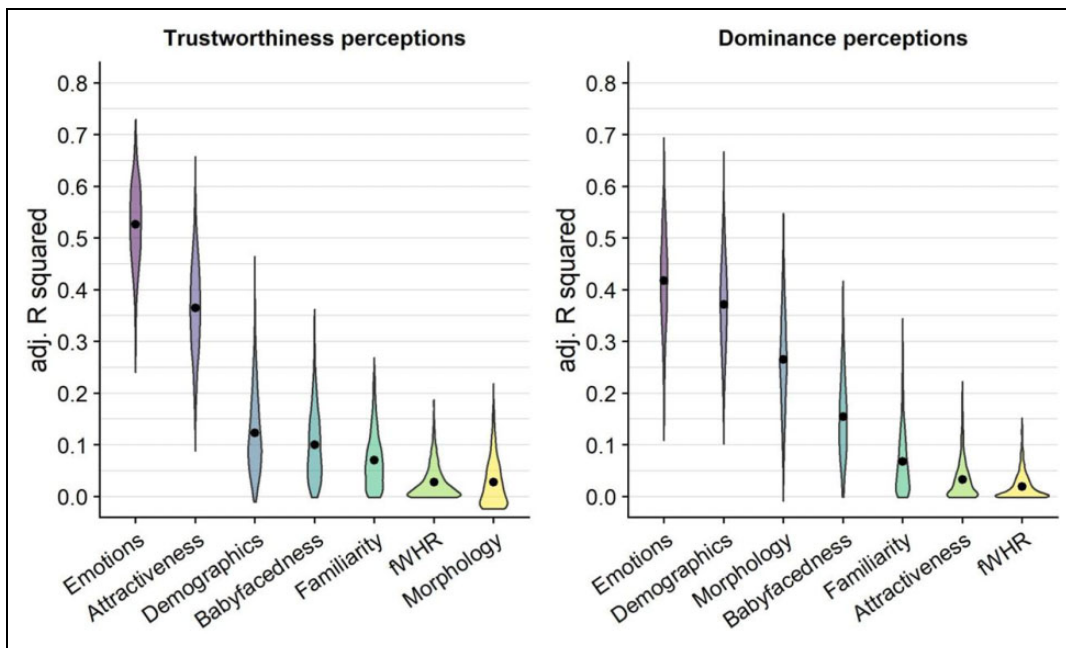 Trustworthiness perceptions
adj. R squared
0.8
0.7
0.6
0.5
0.4
0.3
0.2
0.1
0.0
Emotions
Attractiveness
Demographics
Babyfacedness
Familiarity
fWHR
Morphology
Dominance perceptions
adj. R squared
0.8
0.7
0.6
0.5
0.4
0.3
0.2
0.1
0.0
Emotions
Demographics
Morphology
Babyfacedness
Familiarity
Attractiveness
fWHR